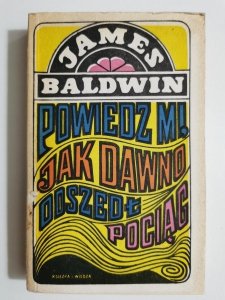 JAMES
BALDWIN
POWIEDZ MI,
JAK DAWNO
ODSZEDŁ
POCIĄG
KSIĄŻKA i WIEDZA